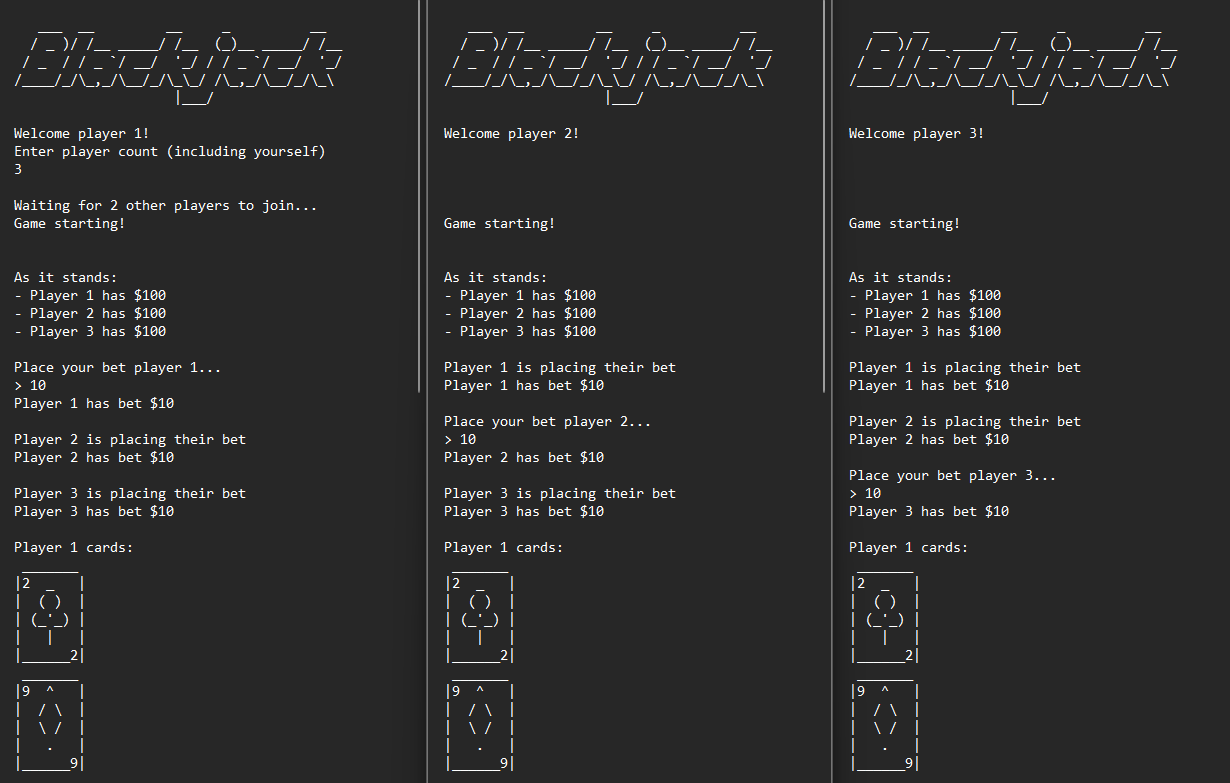 Blackjack
Welcome player 1!
Enter player count (including yourself)
3
Waiting for 2 other players to join...
Game starting!
As it stands:
- Player 1 has $100
- Player 2 has $100
- Player 3 has $100
Place your bet player 1...
> 10
Player 1 has bet $10
Player 2 is placing their bet
Player 2 has bet $10
Player 3 is placing their bet
Player 3 has bet $10
Player 1 cards:
2
2
9
9
Blackjack
Welcome player 2!
Game starting!
As it stands:
- Player 1 has $100
- Player 2 has $100
- Player 3 has $100
Player 1 is placing their bet
Player 1 has bet $10
Place your bet player 2...
> 10
Player 2 has bet $10
Player 3 is placing their bet
Player 3 has bet $10
Player 1 cards:
2
2
9
9
Blackjack
Welcome player 3!
Game starting!
As it stands:
- Player 1 has $100
- Player 2 has $100
- Player 3 has $100
Player 1 is placing their bet
Player 1 has bet $10
Player 2 is placing their bet
Player 2 has bet $10
Place your bet player 3...
> 10
Player 3 has bet $10
Player 1 cards:
2
2
9
9